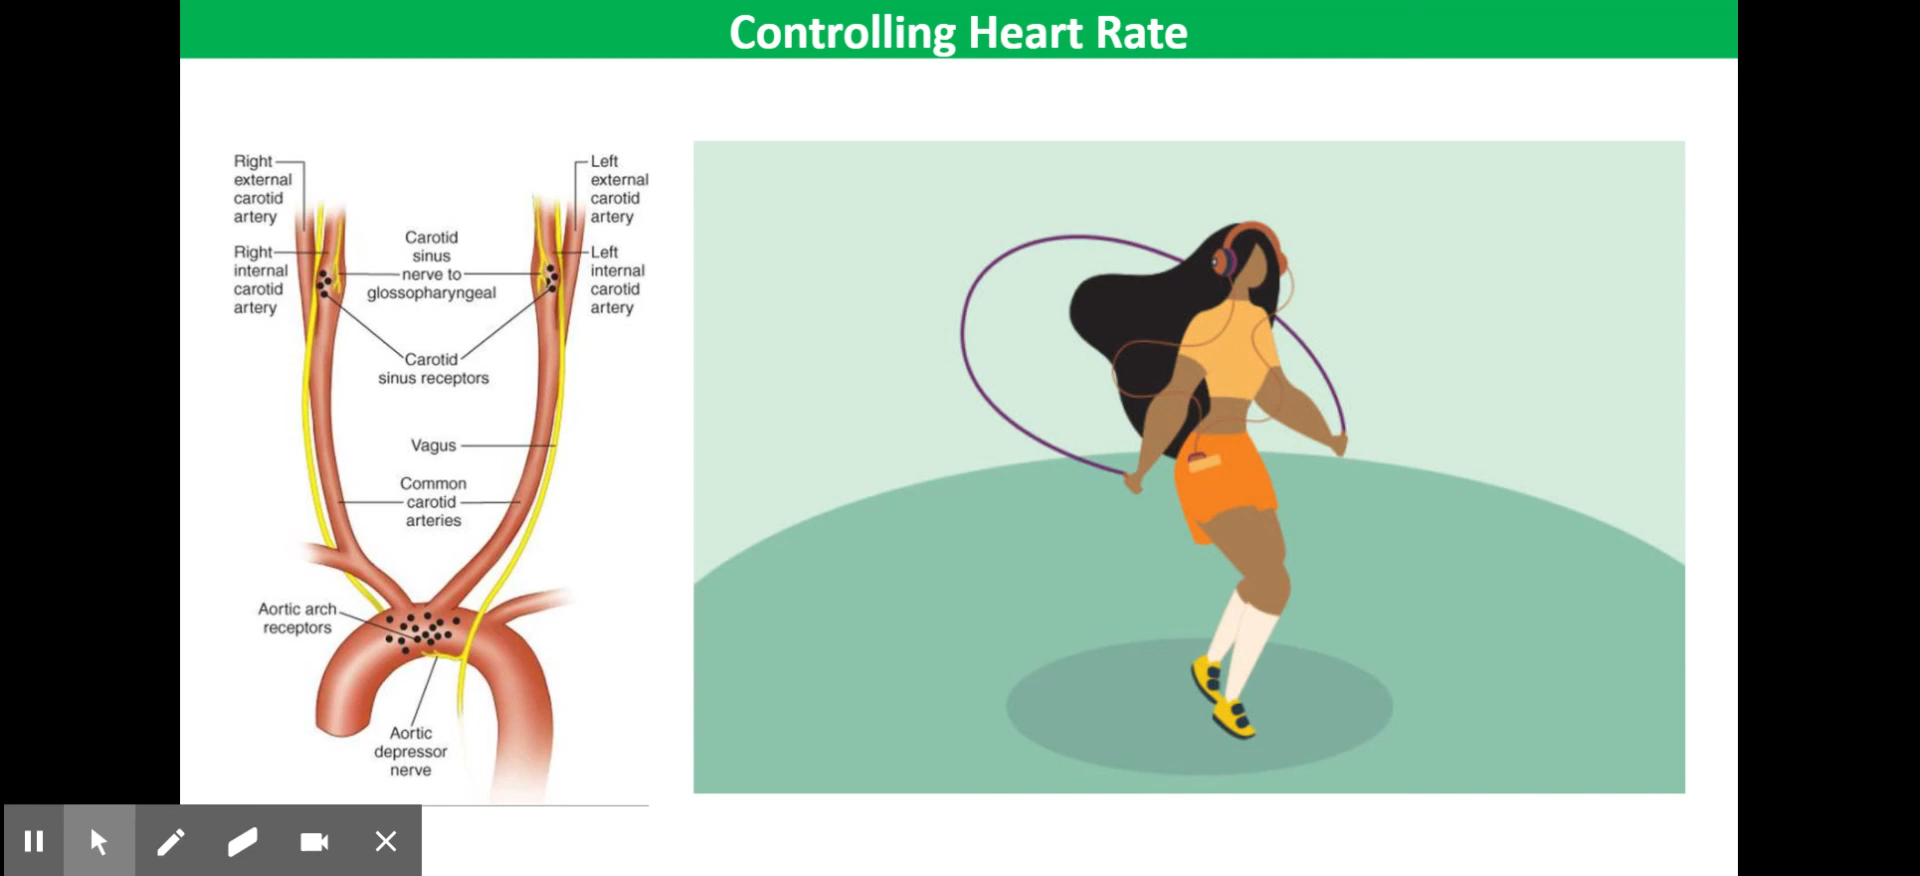 Controlling Heart Rate
Right
external
carotid
artery
Left
external
carotid
artery
Carotid
sinus
nerve to
glossopharyngeal
Right
internal
carotid
artery
Left
internal
carotid
artery
Carotid
sinus receptors
Vagus
Common
carotid
arteries
Aortic arch
receptors
Aortic
depressor
nerve